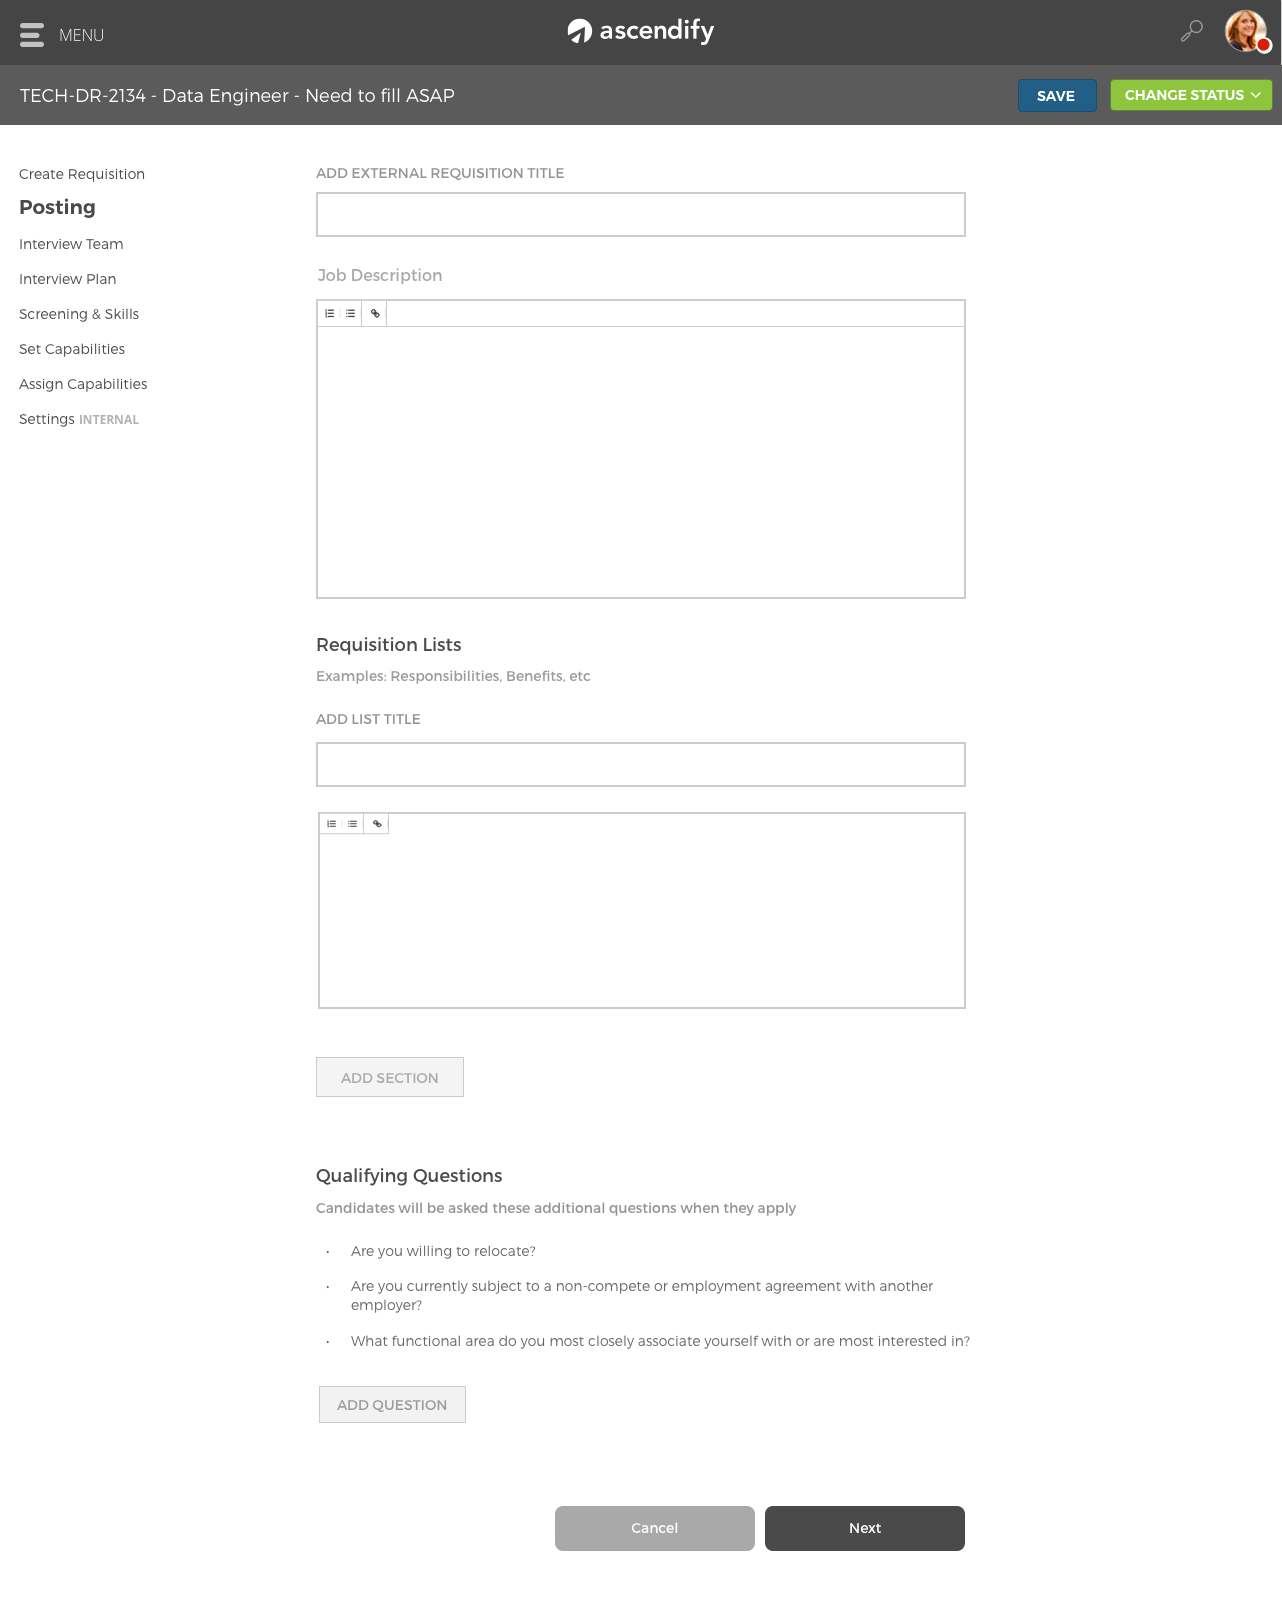 MENU
ascendify
TECH-DR-2134 - Data Engineer - Need to fill ASAP
SAVE
CHANGE STATUS
Create Requisition
Posting
Interview Team
Interview Plan
Screening & Skills
Set Capabilities
Assign Capabilities
Settings INTERNAL
ADD EXTERNAL REQUISITION TITLE
Job Description
Requisition Lists
Examples: Responsibilities, Benefits, etc
ADD LIST TITLE
ADD SECTION
Qualifying Questions
Candidates will be asked these additional questions when they apply
• Are you willing to relocate?
• Are you currently subject to a non-compete or employment agreement with another
employer?
• What functional area do you most closely associate yourself with or are most interested in?
ADD QUESTION
Cancel
Next